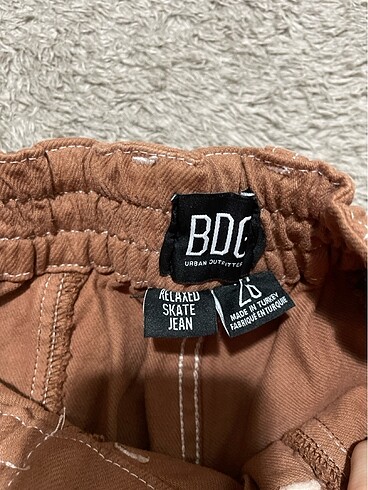 BDG
URBAN OUTFITTERS
RELAXED
SKATE
JEAN
26
MADE IN TURKEY
FABRIQUÉ EN TURQUIE